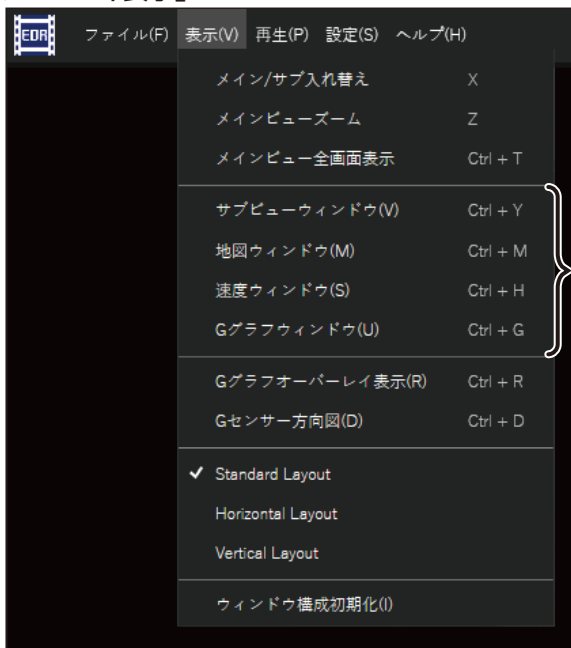 EDR ファイル(F) 表示(V) 再生(P) 設定(S) ヘルプ(H)
メイン/サブ入れ替え X
メインビューズーム Z
メインビュー全画面表示 Ctrl + T
サブビューウィンドウ(V) Ctrl + Y
地図ウィンドウ(M) Ctrl + M
速度ウィンドウ(S) Ctrl + H
Gグラフウィンドウ(U) Ctrl + G
Gグラフオーバーレイ表示(R) Ctrl + R
Gセンサー方向図(D) Ctrl + D
✓ Standard Layout
Horizontal Layout
Vertical Layout
ウィンドウ構成初期化(I)